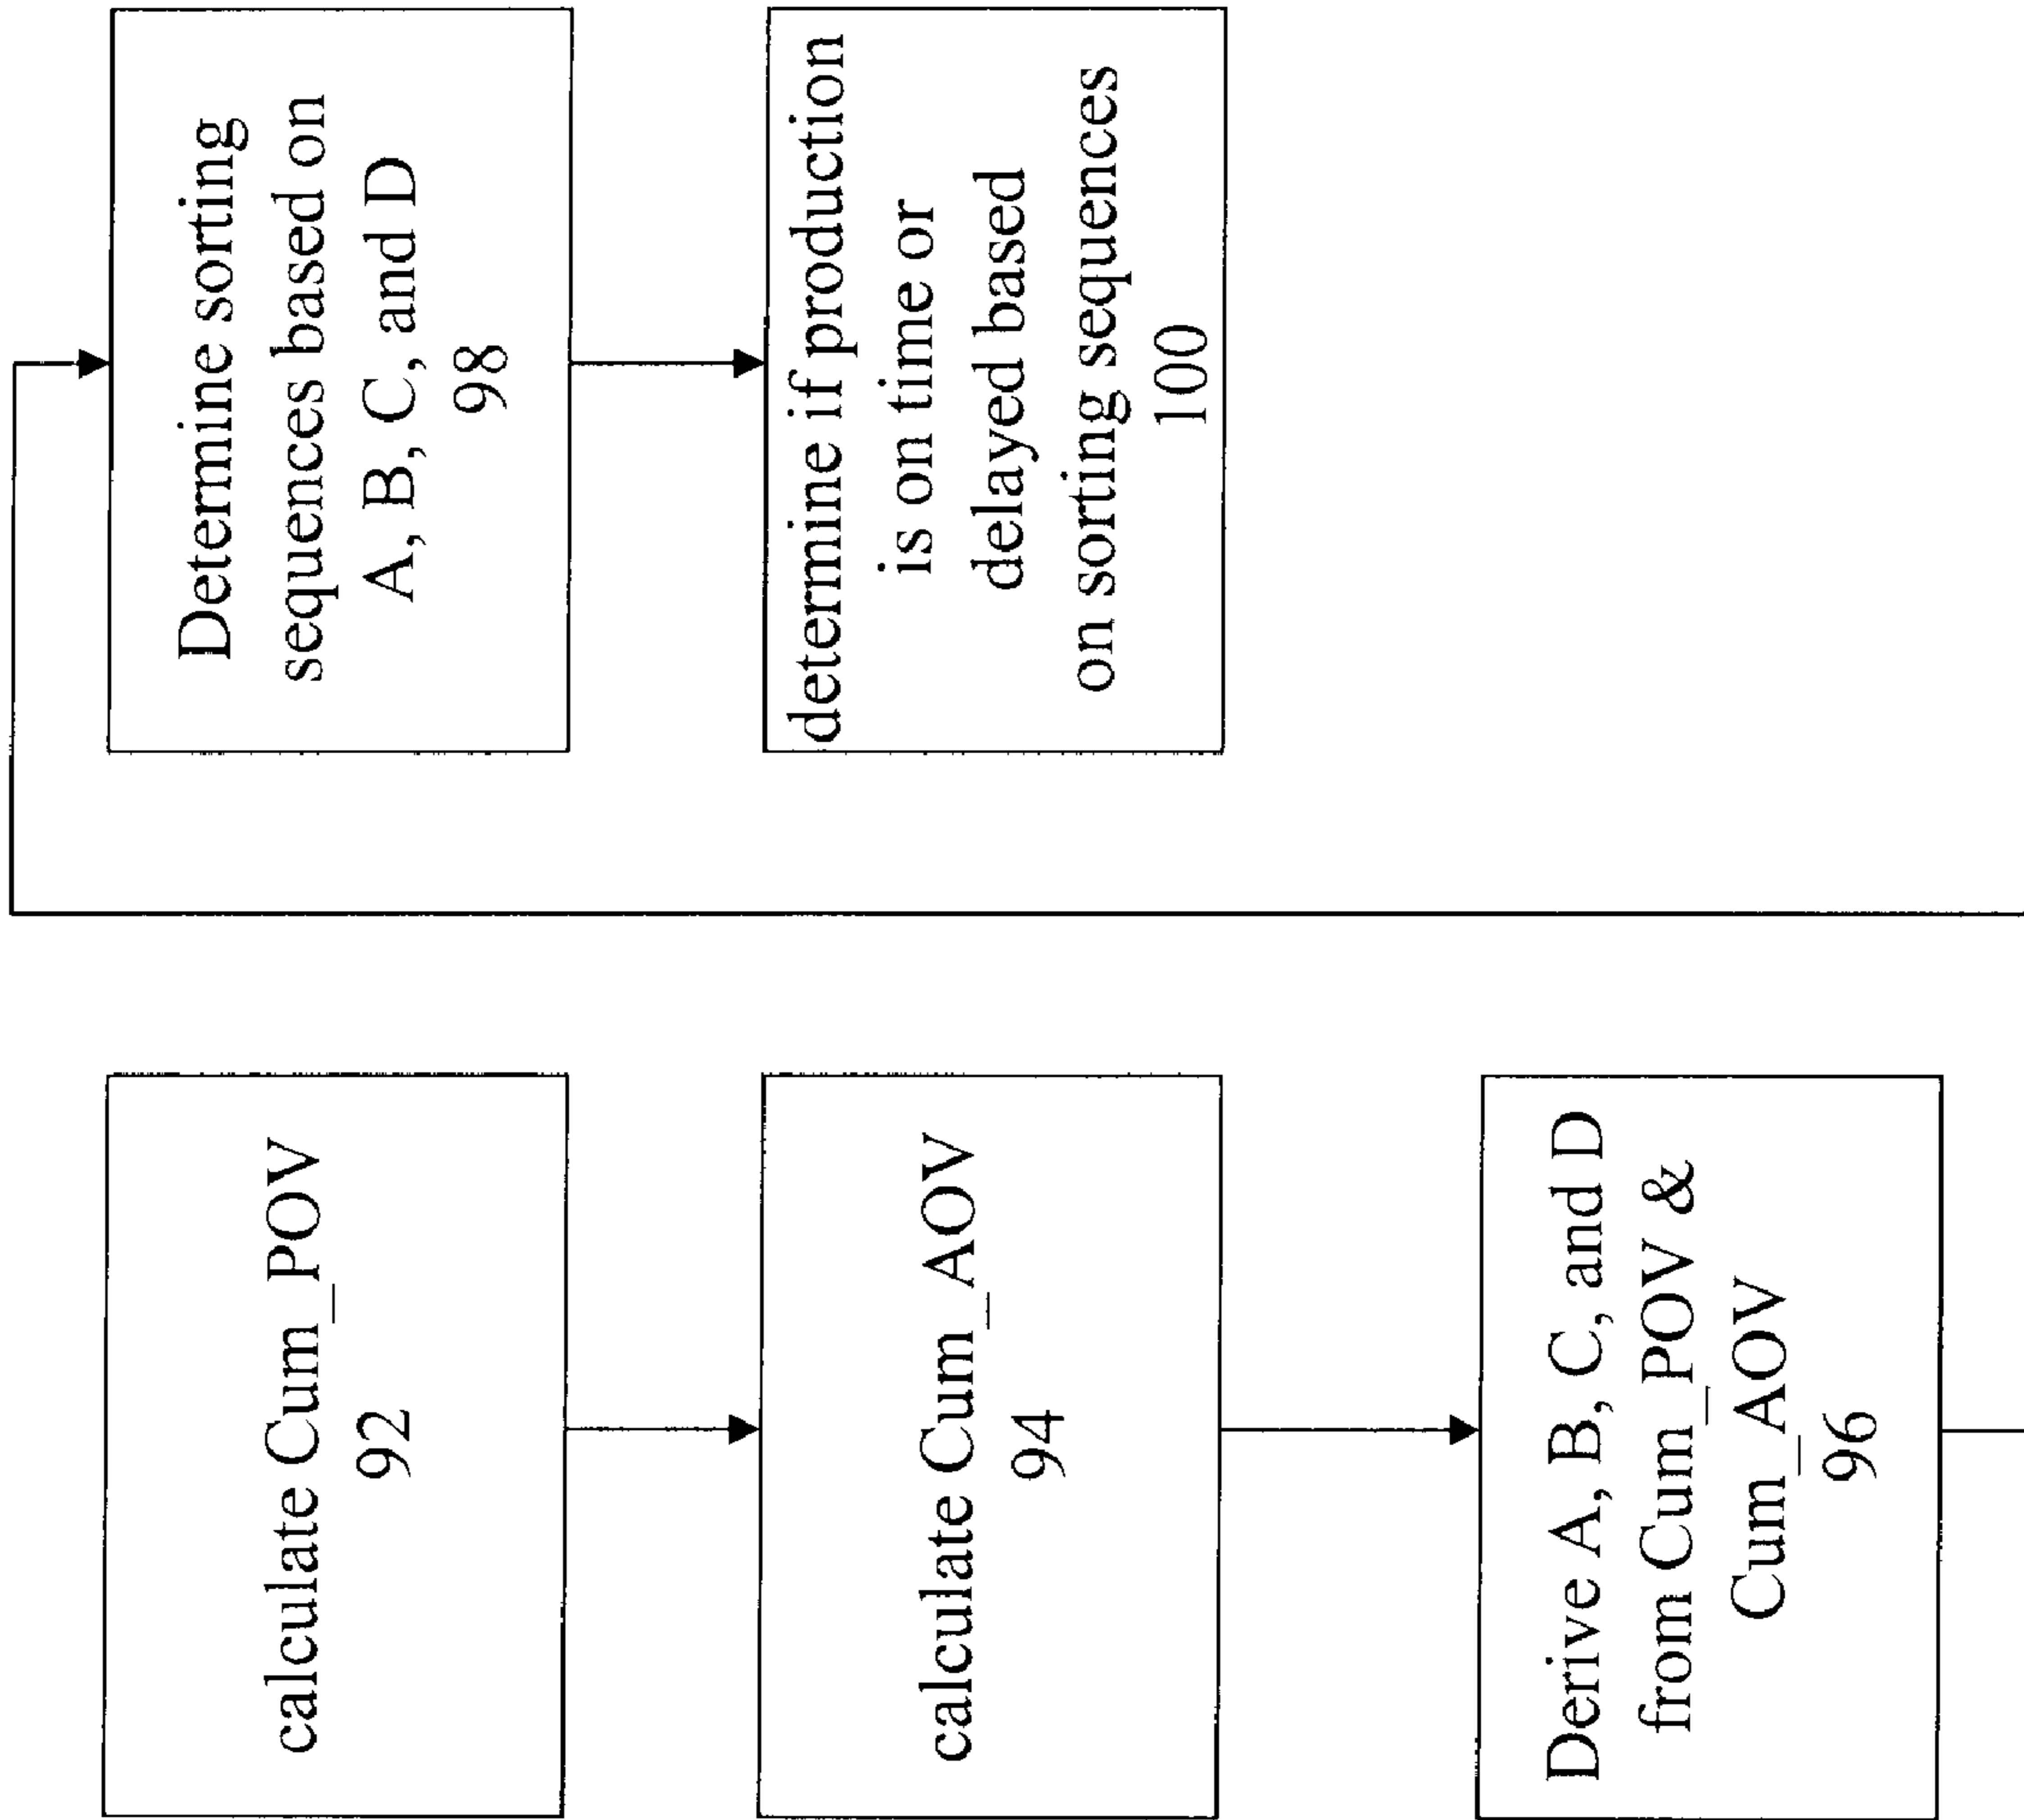 calculate Cum_POV
92
calculate Cum_AOV
94
Derive A, B, C, and D
from Cum_POV &
Cum_AOV
96
Determine sorting
sequences based on
A, B, C, and D
98
determine if production
is on time or
delayed based
on sorting sequences
100